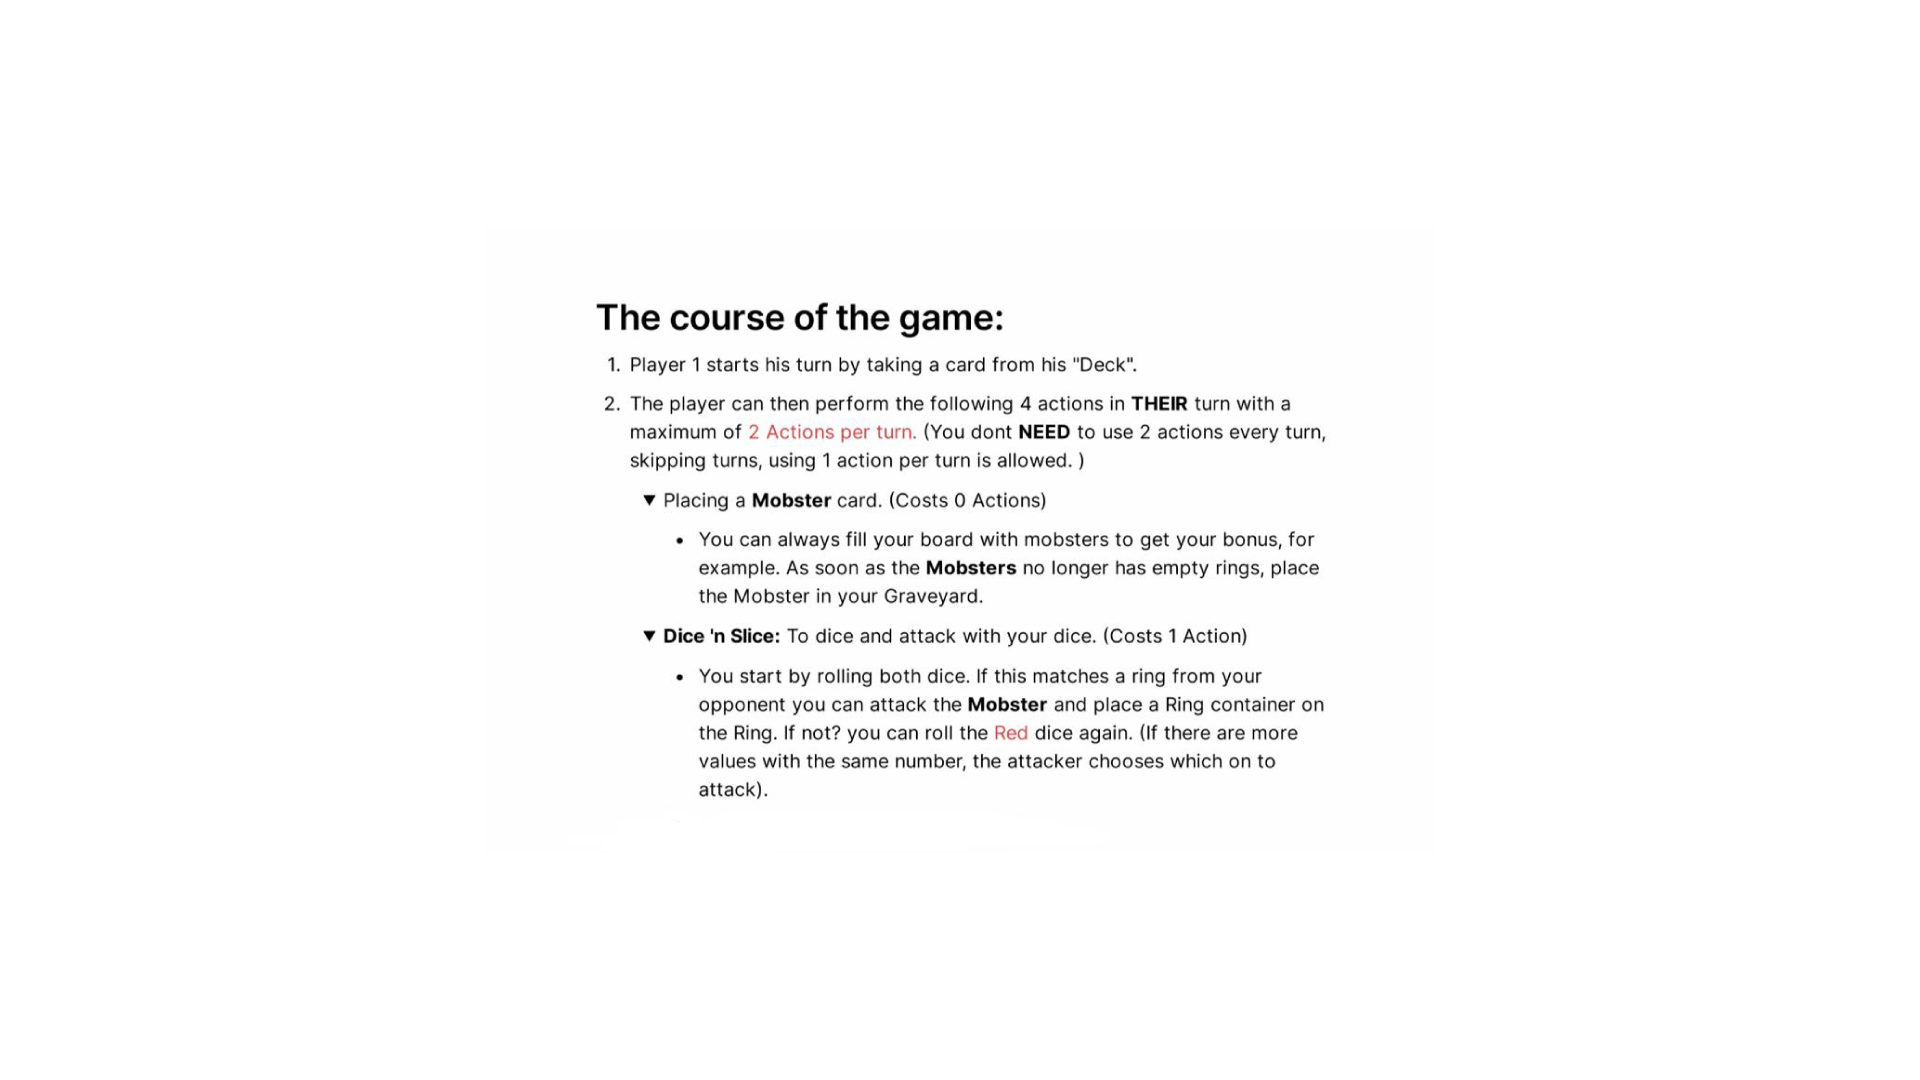 The course of the game:
1. Player 1 starts his turn by taking a card from his "Deck".
2. The player can then perform the following 4 actions in THEIR turn with a
maximum of 2 Actions per turn. (You dont NEED to use 2 actions every turn,
skipping turns, using 1 action per turn is allowed. )
▼ Placing a Mobster card. (Costs 0 Actions)
• You can always fill your board with mobsters to get your bonus, for
example. As soon as the Mobsters no longer has empty rings, place
the Mobster in your Graveyard.
▼ Dice 'n Slice: To dice and attack with your dice. (Costs 1 Action)
• You start by rolling both dice. If this matches a ring from your
opponent you can attack the Mobster and place a Ring container on
the Ring. If not? you can roll the Red dice again. (If there are more
values with the same number, the attacker chooses which on to
attack).